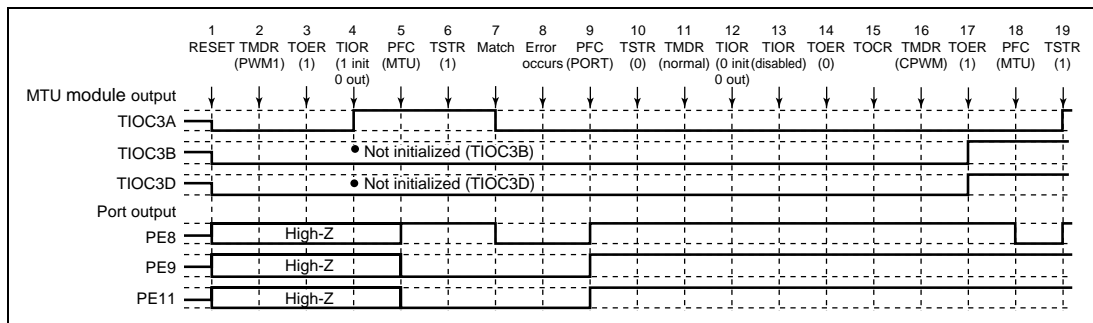 1 2 3 4 5 6 7 8 9 10 11 12 13 14 15 16 17 18 19
RESET TMDR TOER TIOR PFC TSTR Match Error PFC TSTR TMDR TIOR TIOR TOER TOCR TMDR TOER PFC TSTR
(PWM1) (1) (1 init (MTU) (1) occurs (PORT) (0) (normal) (0 init (disabled) (0) (CPWM) (1) (MTU) (1)
0 out) 0 out)
MTU module output
TIOC3A
TIOC3B • Not initialized (TIOC3B)
TIOC3D • Not initialized (TIOC3D)
Port output
PE8 High-Z
PE9 High-Z
PE11 High-Z